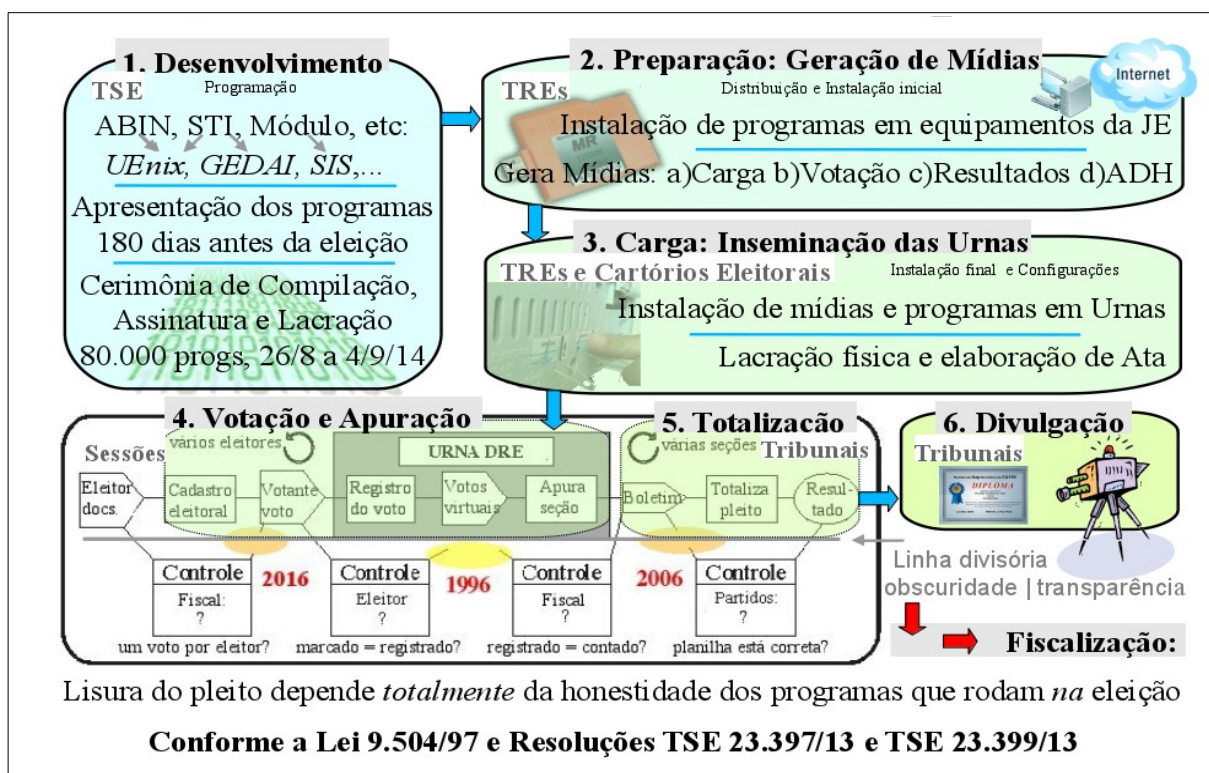 1. Desenvolvimento
TSE
Programação
ABIN, STI, Módulo, etc:
UEnix, GEDAI, SIS,...
Apresentação dos programas
180 dias antes da eleição
Cerimônia de Compilação,
Assinatura e Lacração
80.000 progs, 26/8 a 4/9/14
2. Preparação: Geração de Mídias
Internet
TREs
Distribuição e Instalação inicial
Instalação de programas em equipamentos da JE
Gera Mídias: a)Carga b)Votação c)Resultados d)ADH
3. Carga: Inseminação das Urnas
TREs e Cartórios Eleitorais
Instalação final e Configurações
Instalação de mídias e programas em Urnas
Lacração física e elaboração de Ata
4. Votação e Apuração
Sessões
vários eleitores
URNA DRE
Eleitor
docs.
Cadastro
eleitoral
Votante
voto
Registro
do voto
Votos
virtuais
Apura
seção
5. Totalizacão
várias seções
Tribunais
Boletim
Totaliza
pleito
Resul-
tado
6. Divulgação
Tribunais
DIPLOMA
2016
1996
2006
Controle
Fiscal:
?
um voto por eleitor?
Controle
Eleitor
?
marcado = registrado?
Controle
Fiscal
?
registrado = contado?
Controle
Partidos:
?
planilha está correta?
Linha divisória
obscuridade | transparência
Fiscalização:
Lisura do pleito depende totalmente da honestidade dos programas que rodam na eleição
Conforme a Lei 9.504/97 e Resoluções TSE 23.397/13 e TSE 23.399/13